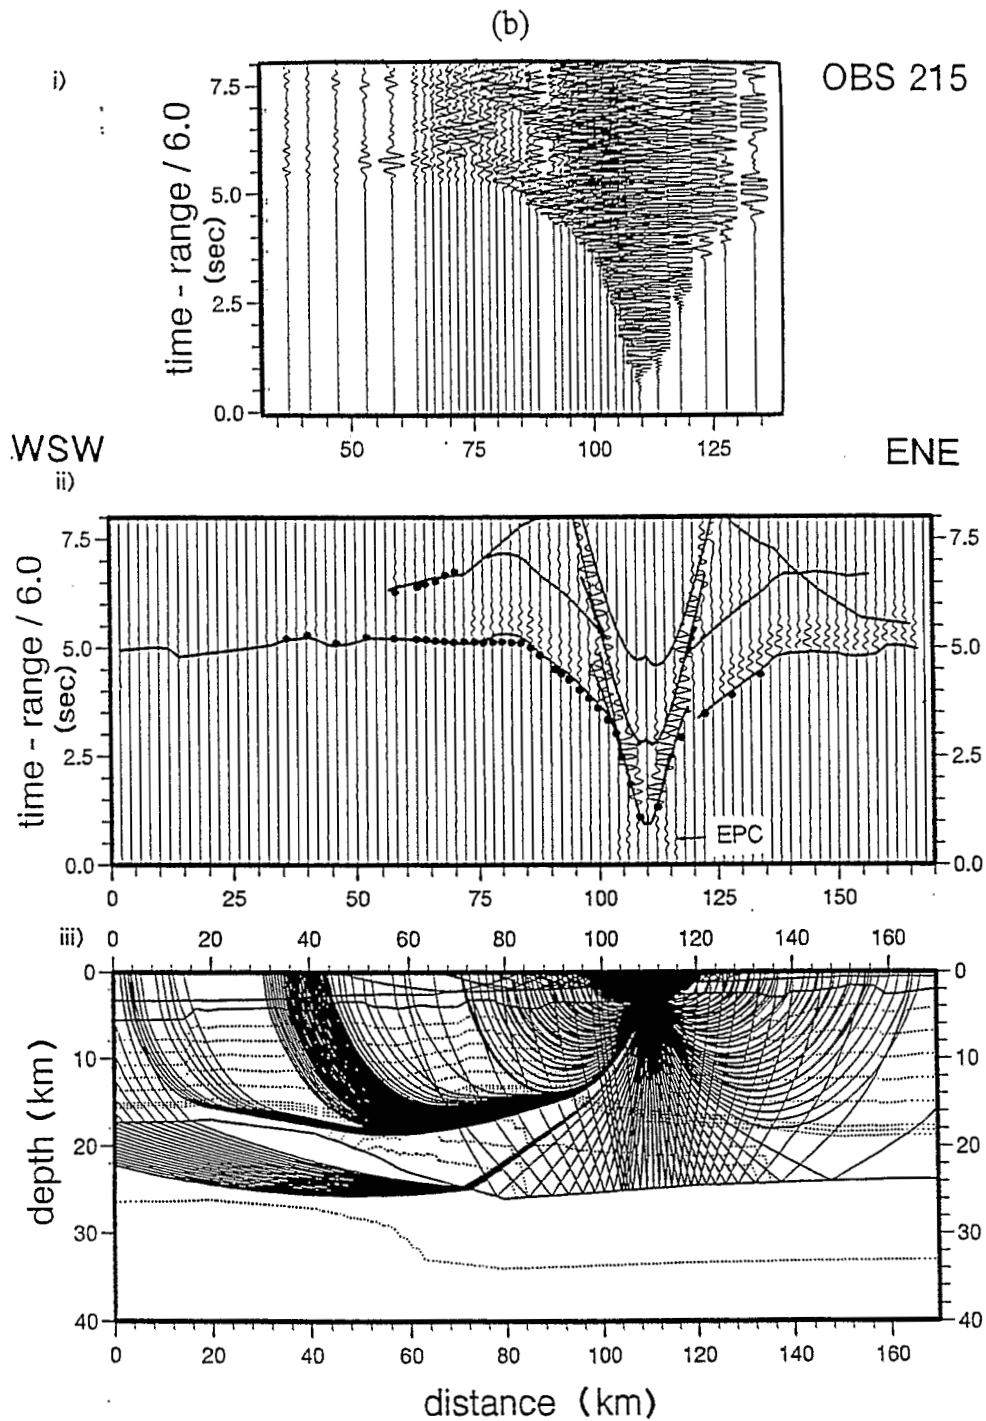 (b)
i)
OBS 215
time - range / 6.0
(sec)
7.5
5.0
2.5
0.0
50 75 100 125
WSW
ENE
ii)
time - range / 6.0
(sec)
7.5 7.5
5.0 5.0
2.5 2.5
EPC
0.0 0.0
0 25 50 75 100 125 150
iii)
0 20 40 60 80 100 120 140 160
depth (km)
0 0
10 10
20 20
30 30
40 40
0 20 40 60 80 100 120 140 160
distance (km)